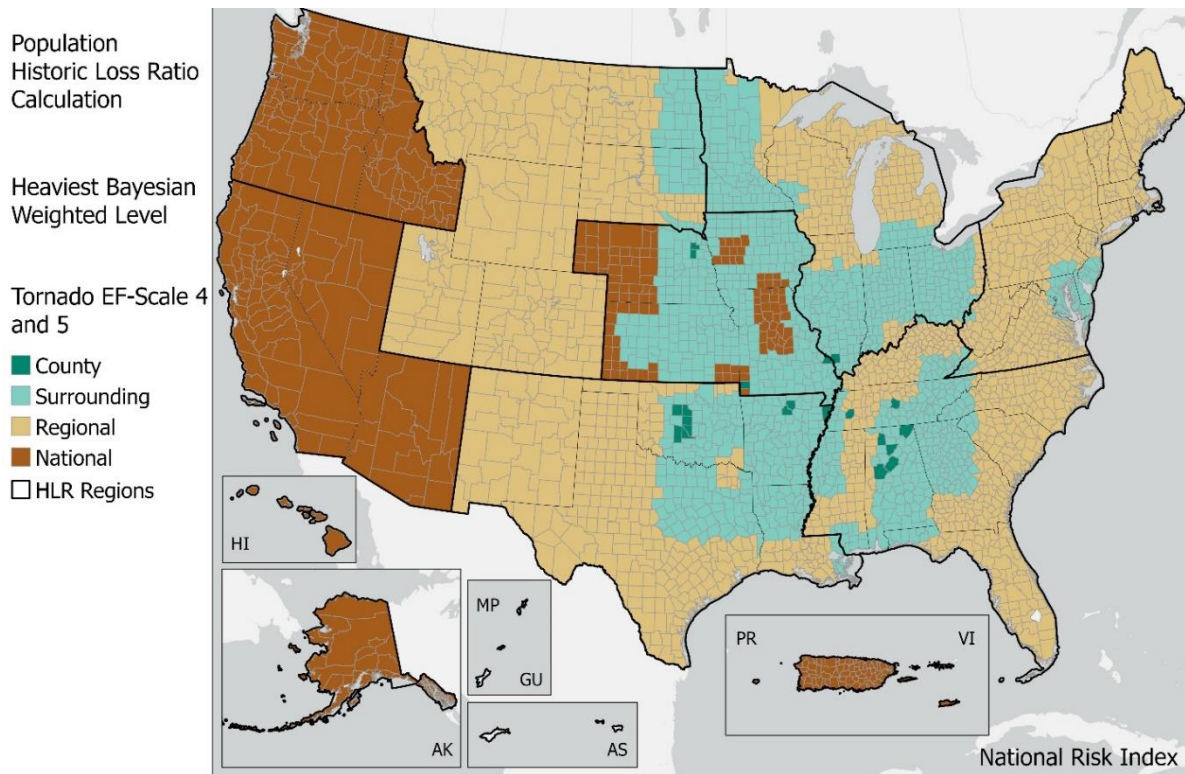 Population
Historic Loss Ratio
Calculation
Heaviest Bayesian
Weighted Level
Tornado EF-Scale 4
and 5
County
Surrounding
Regional
National
HLR Regions
HI
AK
MP
GU
AS
PR
VI
National Risk Index